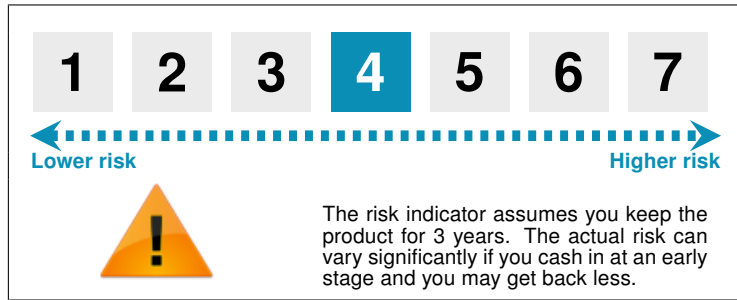 1 2 3 4 5 6 7
Lower risk Higher risk
!
The risk indicator assumes you keep the
product for 3 years. The actual risk can
vary significantly if you cash in at an early
stage and you may get back less.